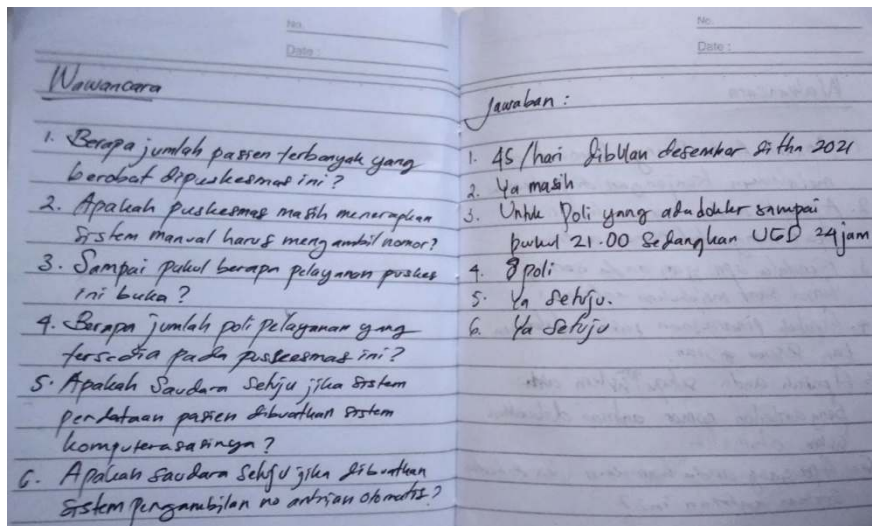 No.
Date :
Wawancara
1. Berapa jumlah pasien terbanyak yang
berobat dipuskesmas ini?
2. Apakah puskesmas masih menerapkan
Sistem manual harus mengambil nomor?
3. Sampai pukul berapa pelayanan puskes
ini buka?
4. Berapa jumlah poli pelayanan yang
tersedia pada puskesmas ini?
5. Apakah Saudara Setuju jika sistem
perdataan pasien dibuatkan sistem
komputerasasinya?
6. Apakah saudara Setuju jika dibuatkan
sistem pengambilan no antrian otomatis?
No.
Date :
Jawaban :
1. 45 /hari dibulan desember di thn 2021
2. Ya masih
3. Untuk Poli yang ada dokter sampai
pukul 21.00 Sedangkan UGD 24 jam
4. 8 poli
5. Ya Setuju.
6. Ya Setuju